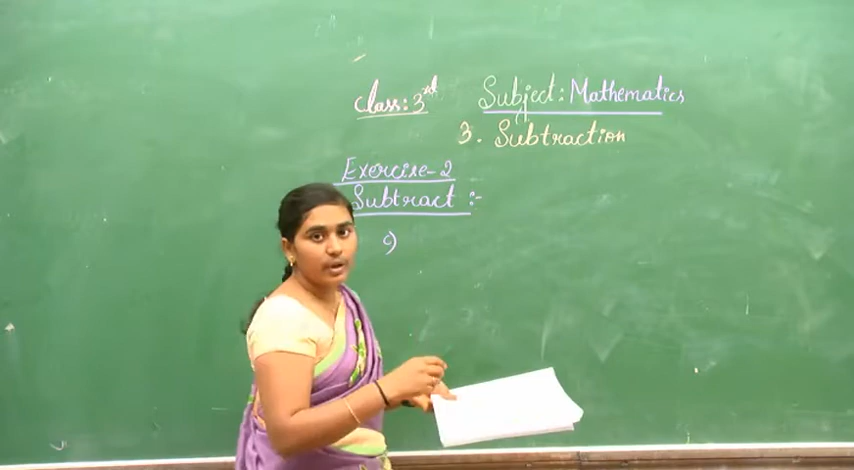 Class: 3rd Subject: Mathematics
3. Subtraction
Exercise-2
Subtract :-
c)